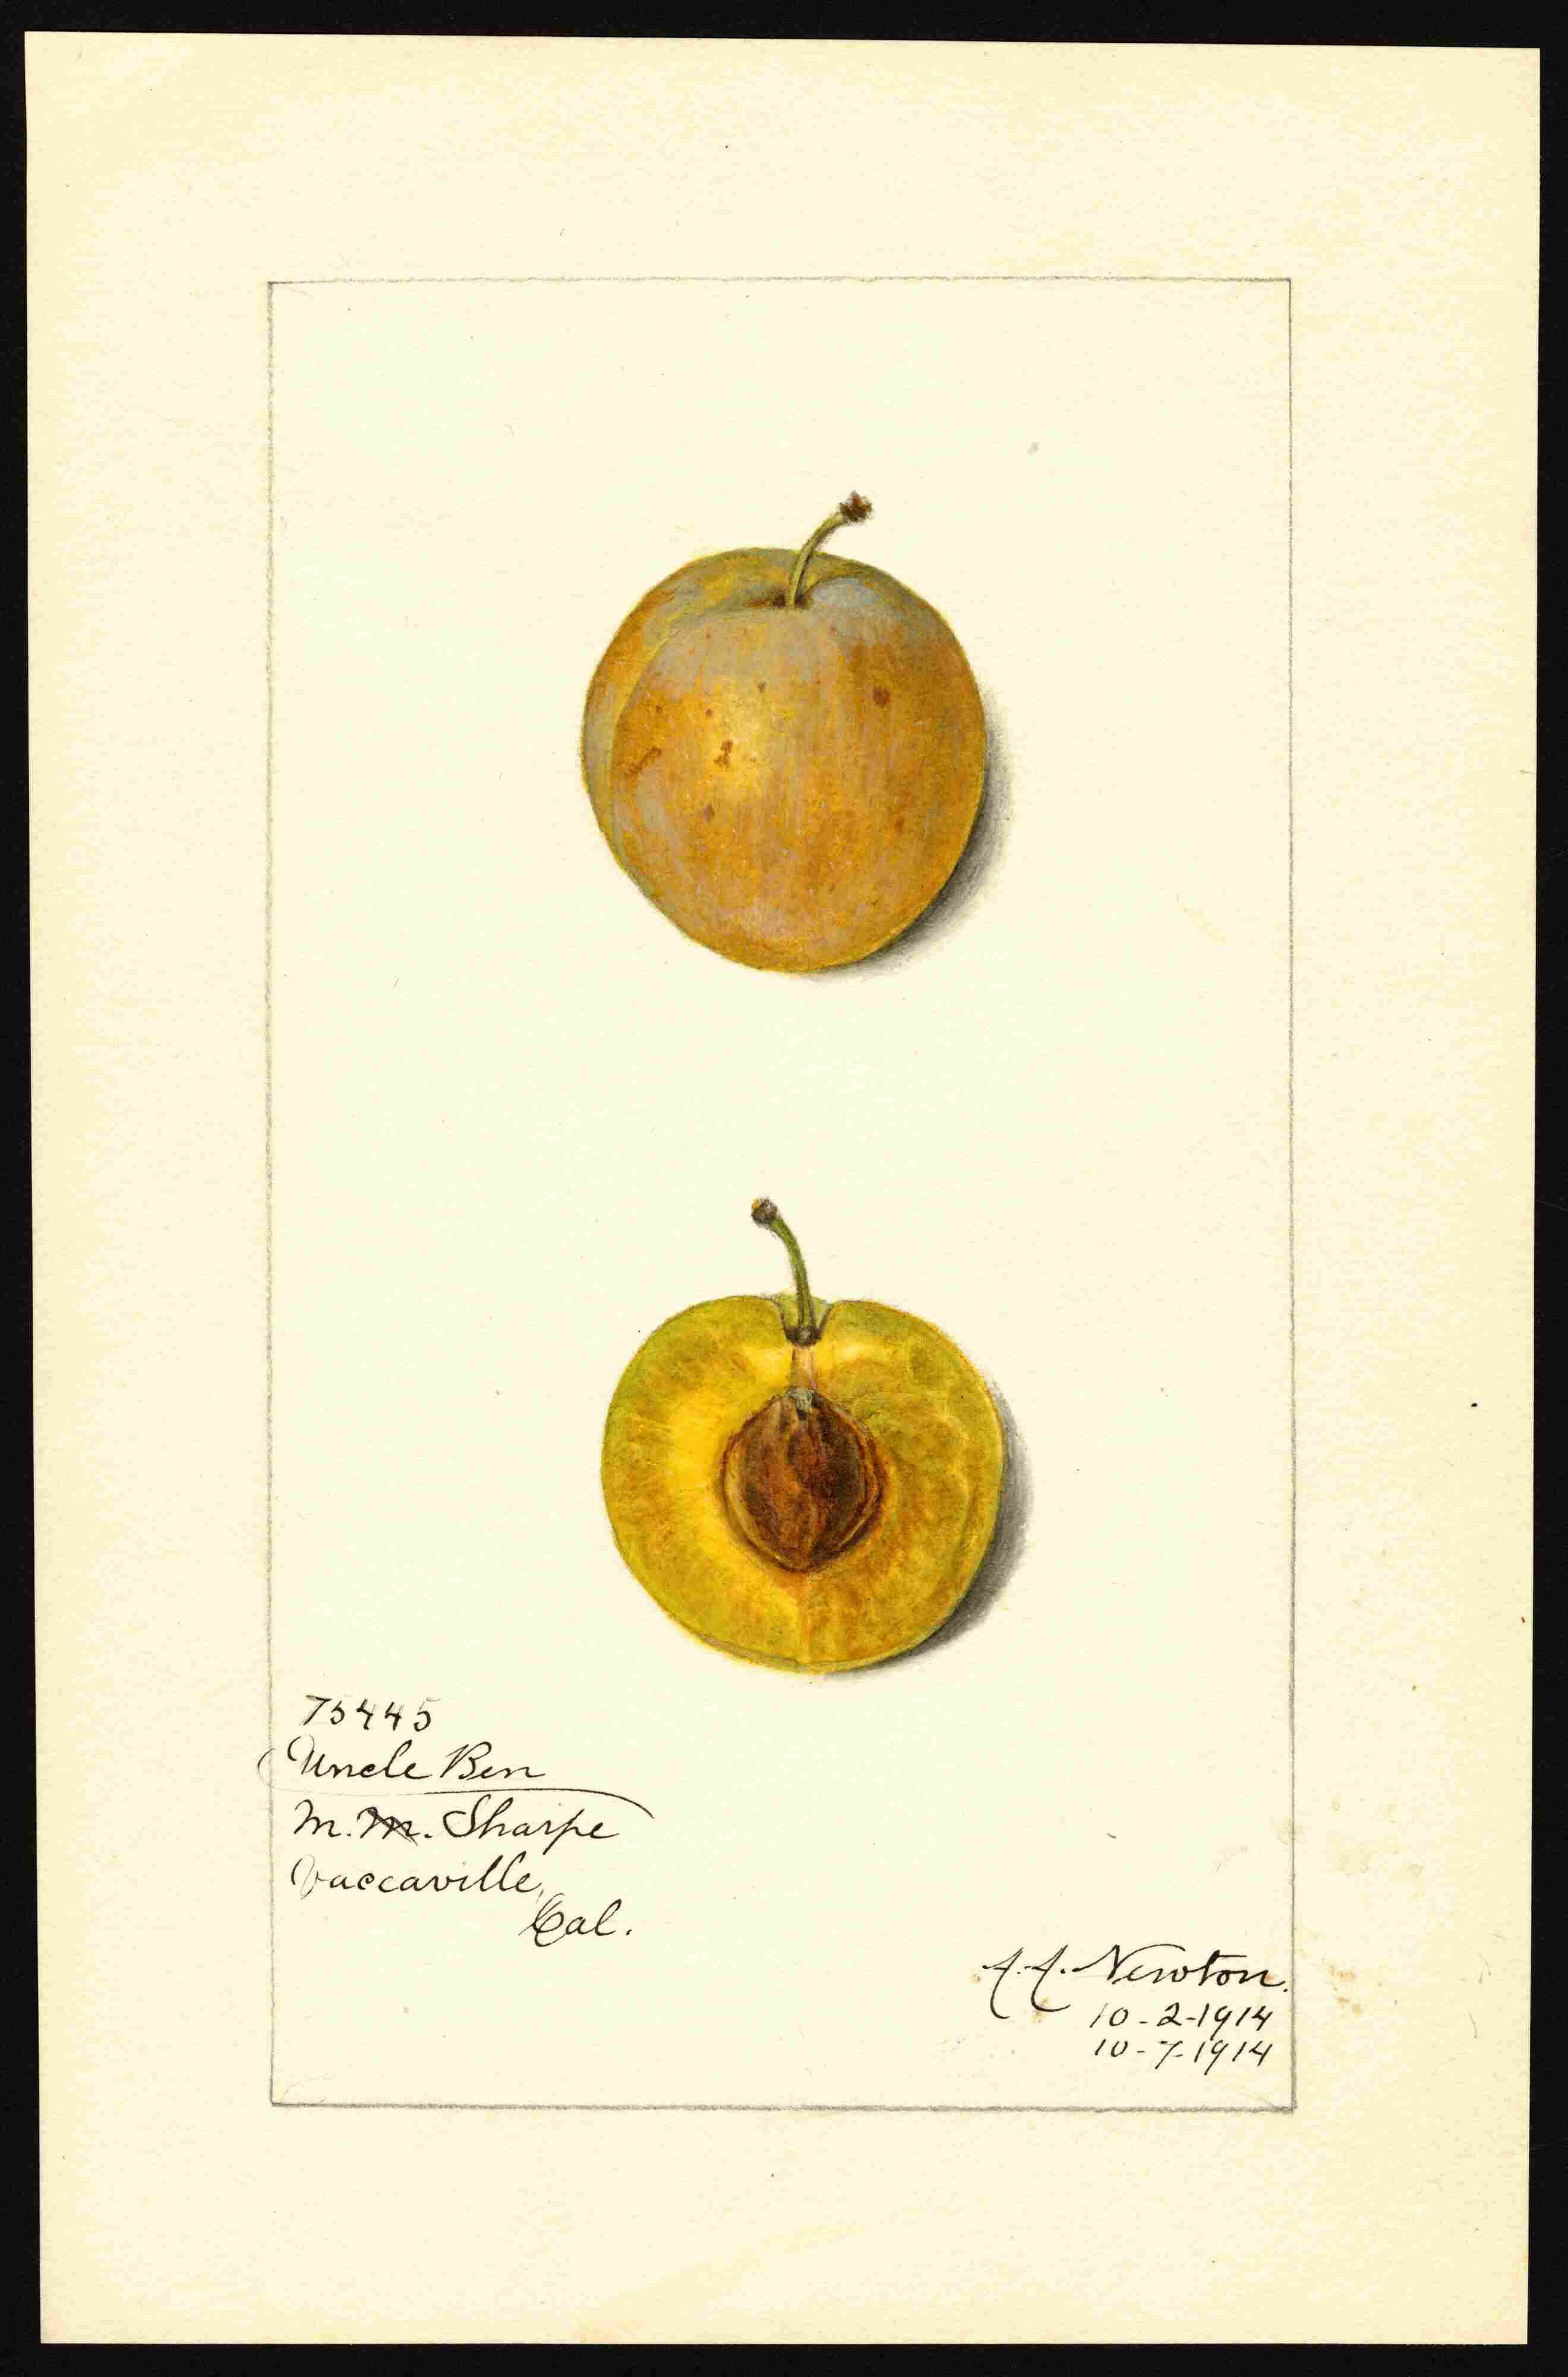 75445
Uncle Ben
M. M. Sharpe
Vaccaville,
Cal.
A.A. Newton.
10-2-1914
10-7-1914